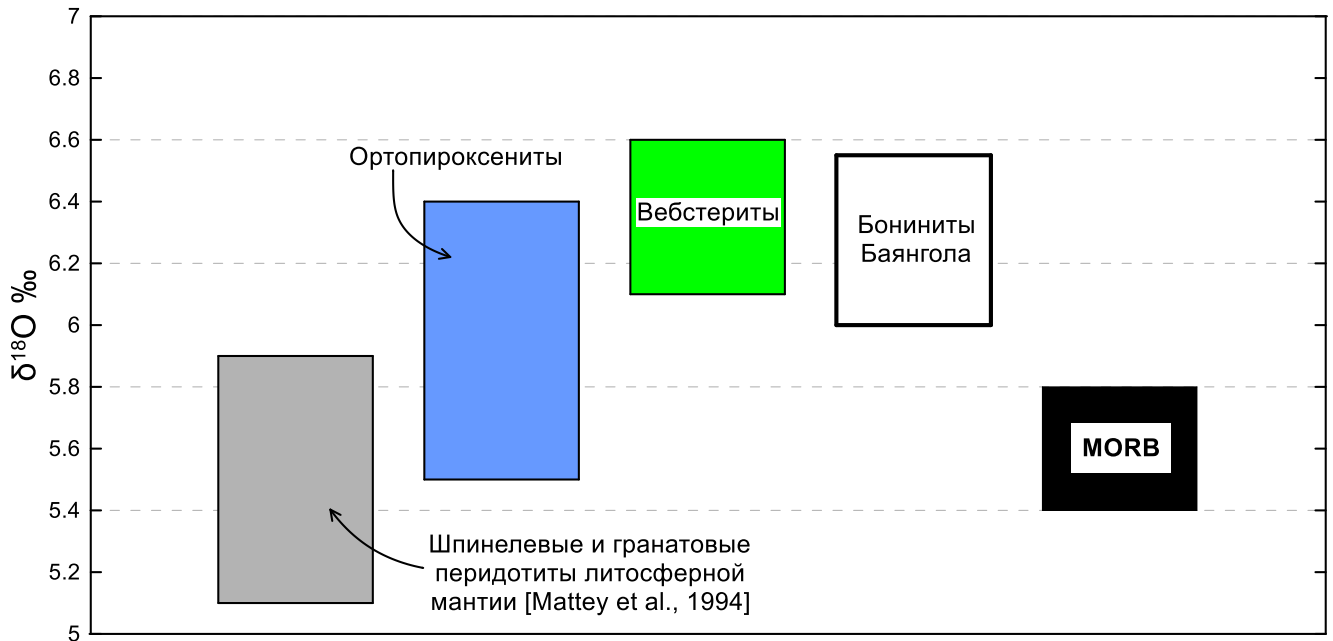 7
6.8
6.6
6.4
6.2
6
5.8
5.6
5.4
5.2
5
δ¹⁸O ‰
Ортопироксениты
Вебстериты
Бониниты
Баянгола
MORB
Шпинелевые и гранатовые
перидотиты литосферной
мантии [Mattey et al., 1994]